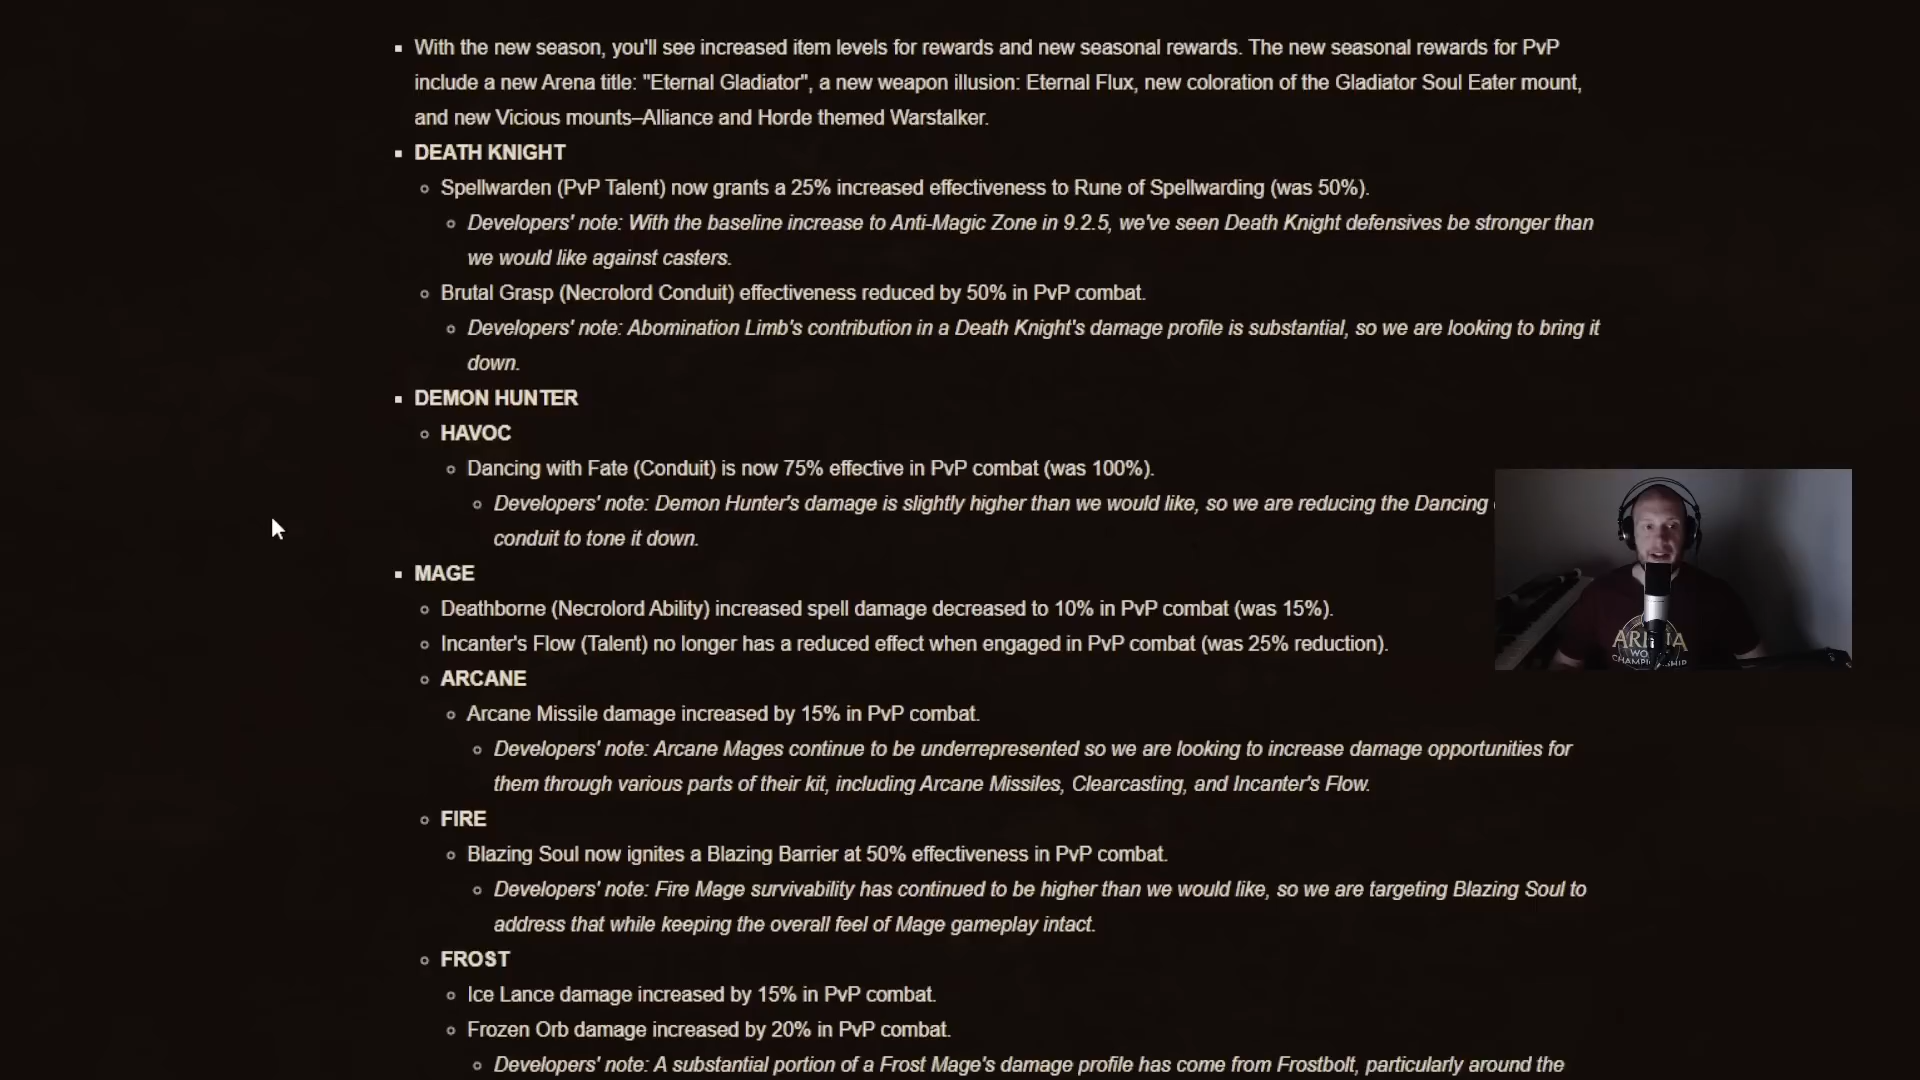 With the new season, you'll see increased item levels for rewards and new seasonal rewards. The new seasonal rewards for PvP
include a new Arena title: "Eternal Gladiator", a new weapon illusion: Eternal Flux, new coloration of the Gladiator Soul Eater mount,
and new Vicious mounts–Alliance and Horde themed Warstalker.
DEATH KNIGHT
Spellwarden (PvP Talent) now grants a 25% increased effectiveness to Rune of Spellwarding (was 50%).
Developers' note: With the baseline increase to Anti-Magic Zone in 9.2.5, we've seen Death Knight defensives be stronger than
we would like against casters.
Brutal Grasp (Necrolord Conduit) effectiveness reduced by 50% in PvP combat.
Developers' note: Abomination Limb's contribution in a Death Knight's damage profile is substantial, so we are looking to bring it
down.
DEMON HUNTER
HAVOC
Dancing with Fate (Conduit) is now 75% effective in PvP combat (was 100%).
Developers' note: Demon Hunter's damage is slightly higher than we would like, so we are reducing the Dancing
conduit to tone it down.
MAGE
Deathborne (Necrolord Ability) increased spell damage decreased to 10% in PvP combat (was 15%).
Incanter's Flow (Talent) no longer has a reduced effect when engaged in PvP combat (was 25% reduction).
ARCANE
Arcane Missile damage increased by 15% in PvP combat.
Developers' note: Arcane Mages continue to be underrepresented so we are looking to increase damage opportunities for
them through various parts of their kit, including Arcane Missiles, Clearcasting, and Incanter's Flow.
FIRE
Blazing Soul now ignites a Blazing Barrier at 50% effectiveness in PvP combat.
Developers' note: Fire Mage survivability has continued to be higher than we would like, so we are targeting Blazing Soul to
address that while keeping the overall feel of Mage gameplay intact.
FROST
Ice Lance damage increased by 15% in PvP combat.
Frozen Orb damage increased by 20% in PvP combat.
Developers' note: A substantial portion of a Frost Mage's damage profile has come from Frostbolt, particularly around the